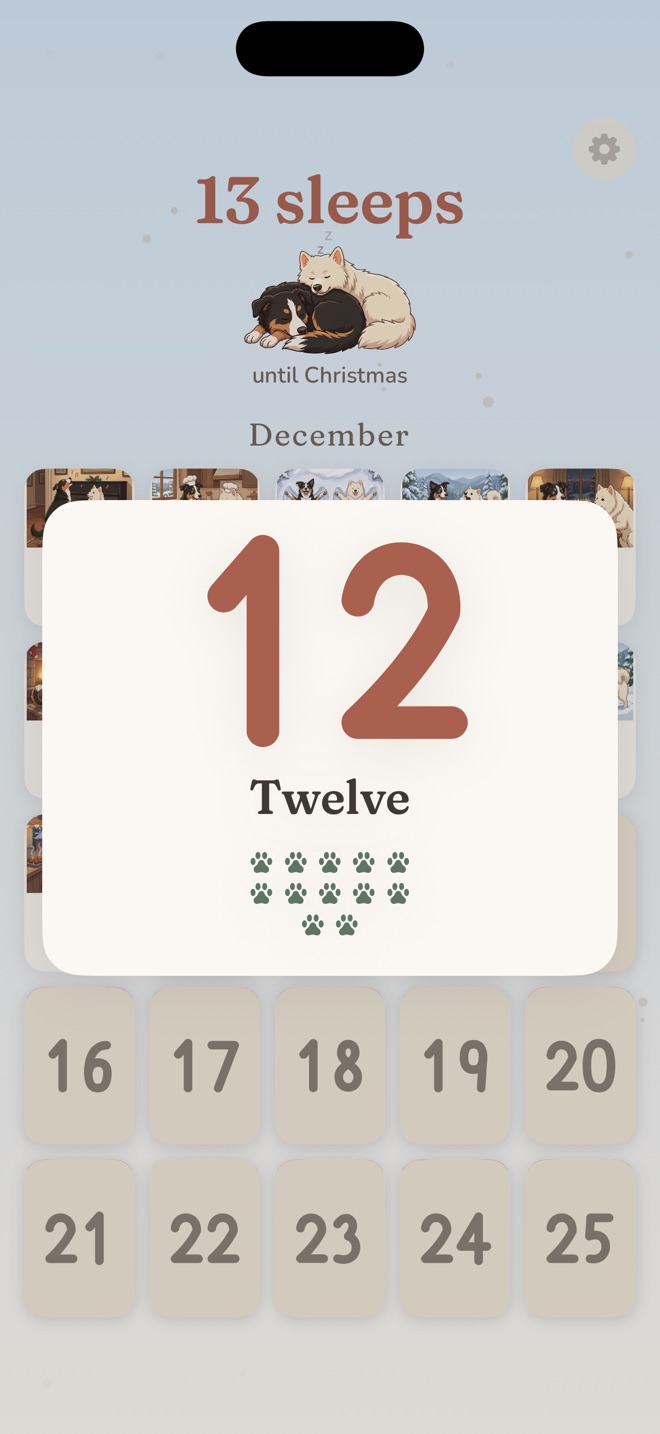 13 sleeps
z
z
until Christmas
December
12
Twelve
16 17 18 19 20
21 22 23 24 25